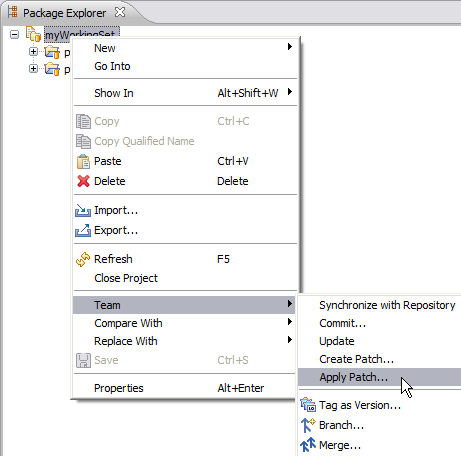 Package Explorer
myWorkingSet
p
p
New
Go Into
Show In Alt+Shift+W
Copy Ctrl+C
Copy Qualified Name
Paste Ctrl+V
Delete Delete
Import...
Export...
Refresh F5
Close Project
Team
Compare With
Replace With
Save Ctrl+S
Properties Alt+Enter
Synchronize with Repository
Commit...
Update
Create Patch...
Apply Patch...
Tag as Version...
Branch...
Merge...